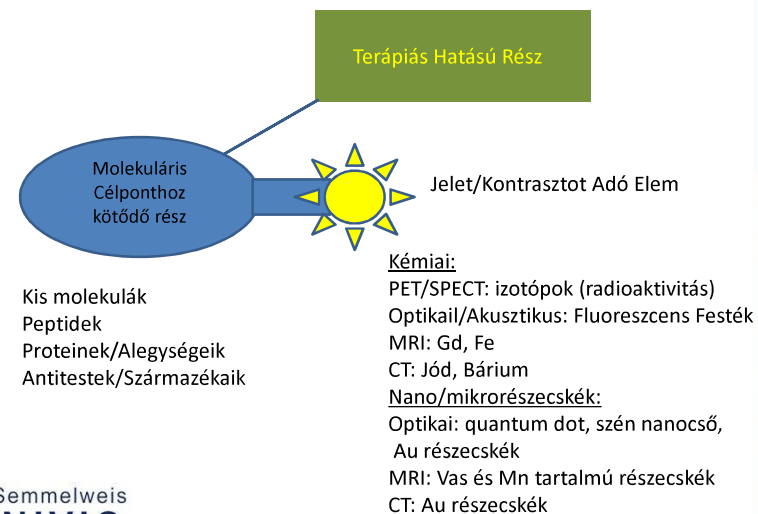 Terápiás Hatású Rész
Molekuláris
Célponthoz
kötődő rész
Jelet/Kontrasztot Adó Elem
Kis molekulák
Peptidek
Proteinek/Alegységeik
Antitestek/Származékaik
Kémiai:
PET/SPECT: izotópok (radioaktivitás)
Optikail/Akusztikus: Fluoreszcens Festék
MRI: Gd, Fe
CT: Jód, Bárium
Nano/mikrorészecskék:
Optikai: quantum dot, szén nanocső,
Au részecskék
MRI: Vas és Mn tartalmú részecskék
CT: Au részecskék
Semmelweis